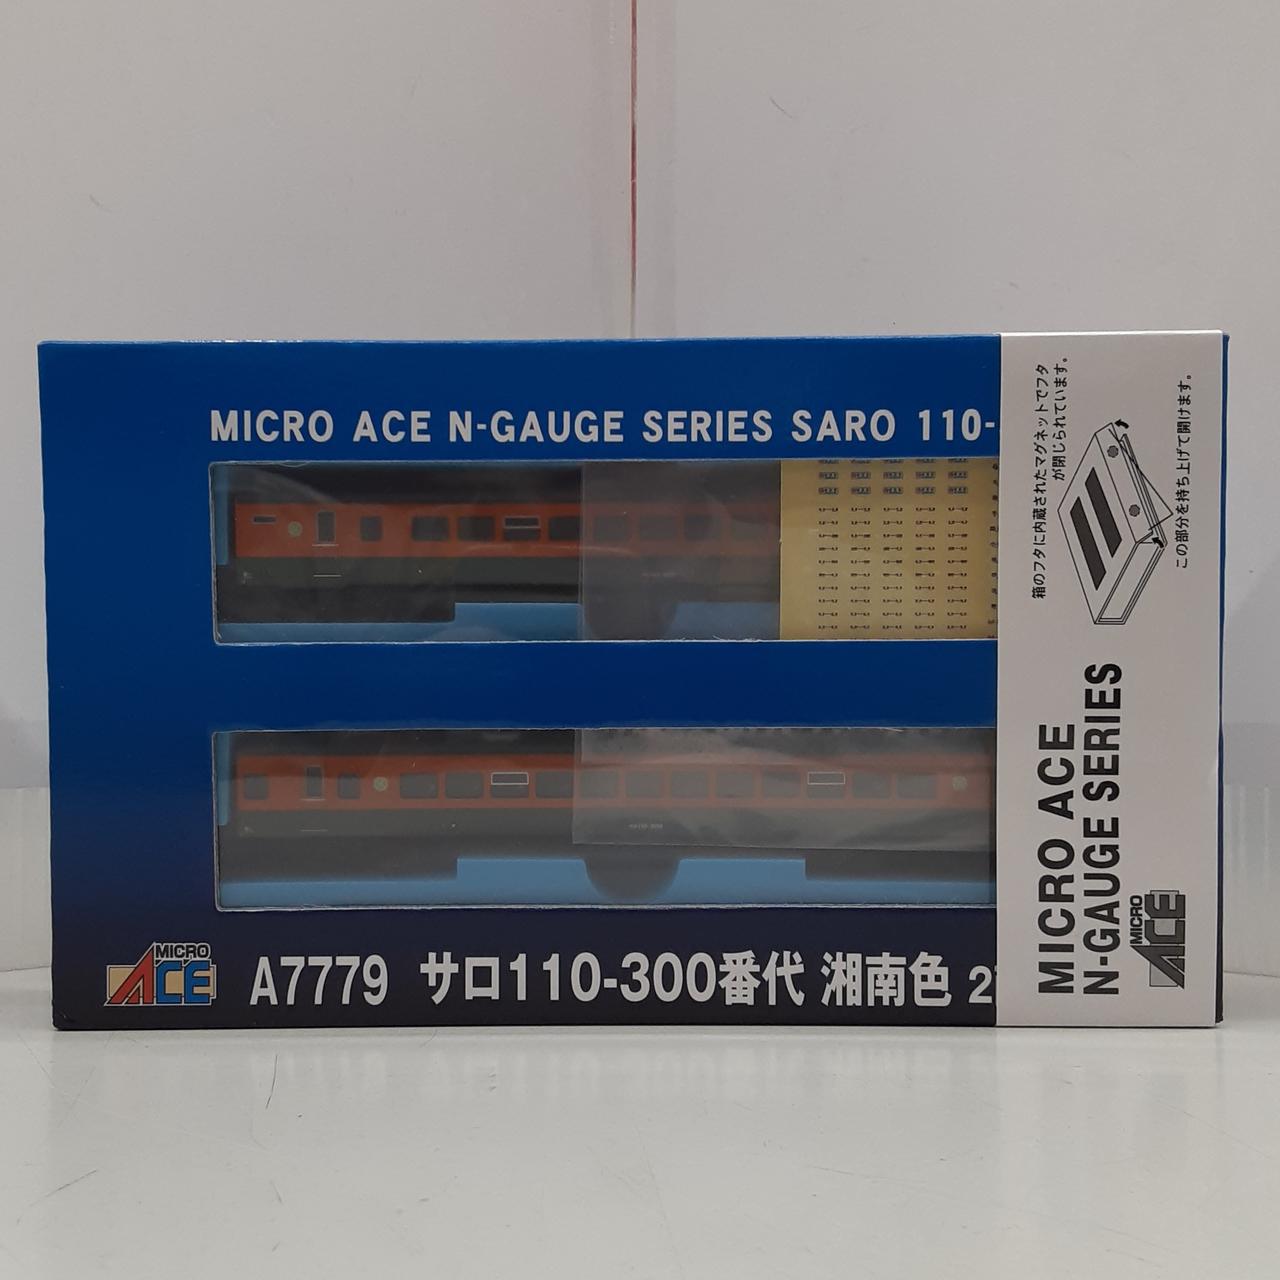 MICRO ACE N-GAUGE SERIES SARO 110-
MICRO
ACE
A7779 サロ110-300番代 湘南色 2
箱のフタに内蔵されたマグネットでフタ
が閉じられています。
この部分を持ち上げて開けます。
MICRO ACE
N-GAUGE SERIES
MICRO
ACE